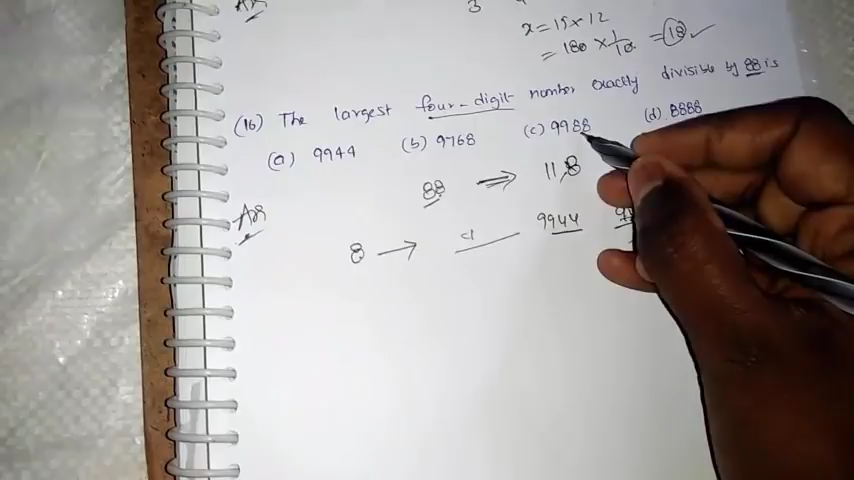 x = 15 x 12
= 180 x 1/10 = 18
(16) The largest four-digit number exactly divisible by 88 is
(a) 9944 (b) 9768 (c) 9988 (d) 8888
88 ⇒ 11, 8
Ans
8 → 9944